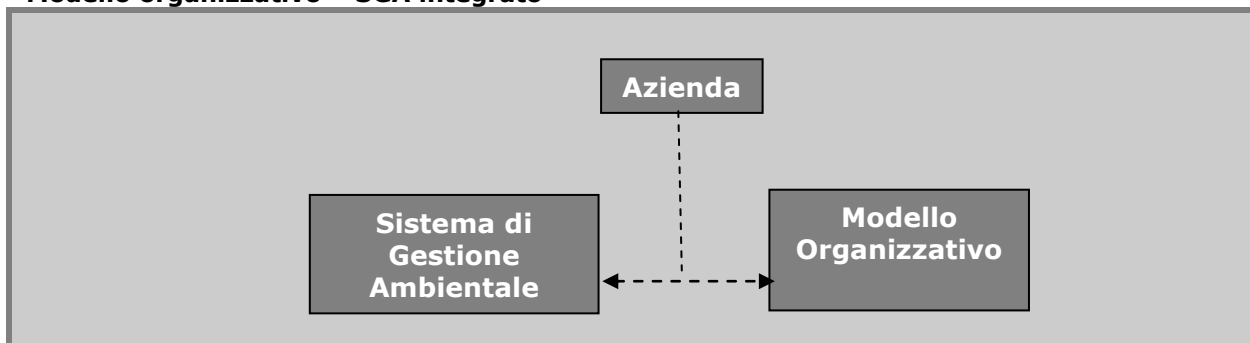 Modello organizzativo – SGA integrato
Azienda
Sistema di
Gestione
Ambientale
Modello
Organizzativo